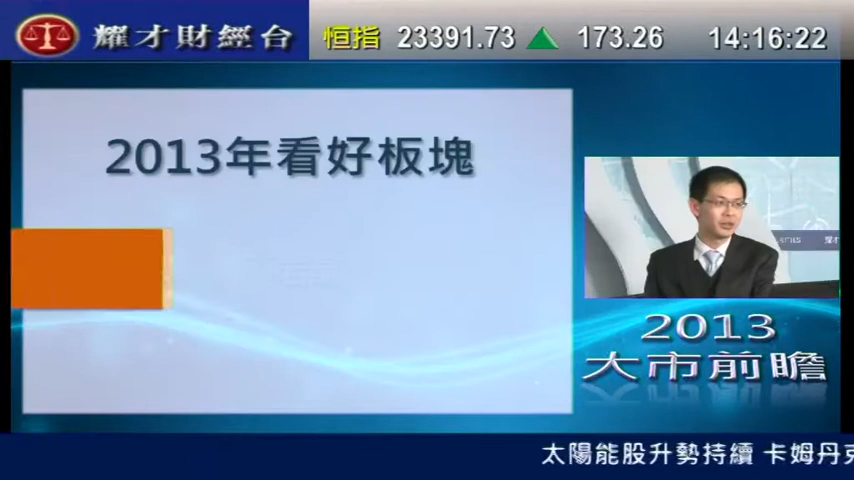 耀才財經台
恒指 23391.73 173.26 14:16:22
2013年看好板塊
2013
大市前瞻
太陽能股升勢持續 卡姆丹克